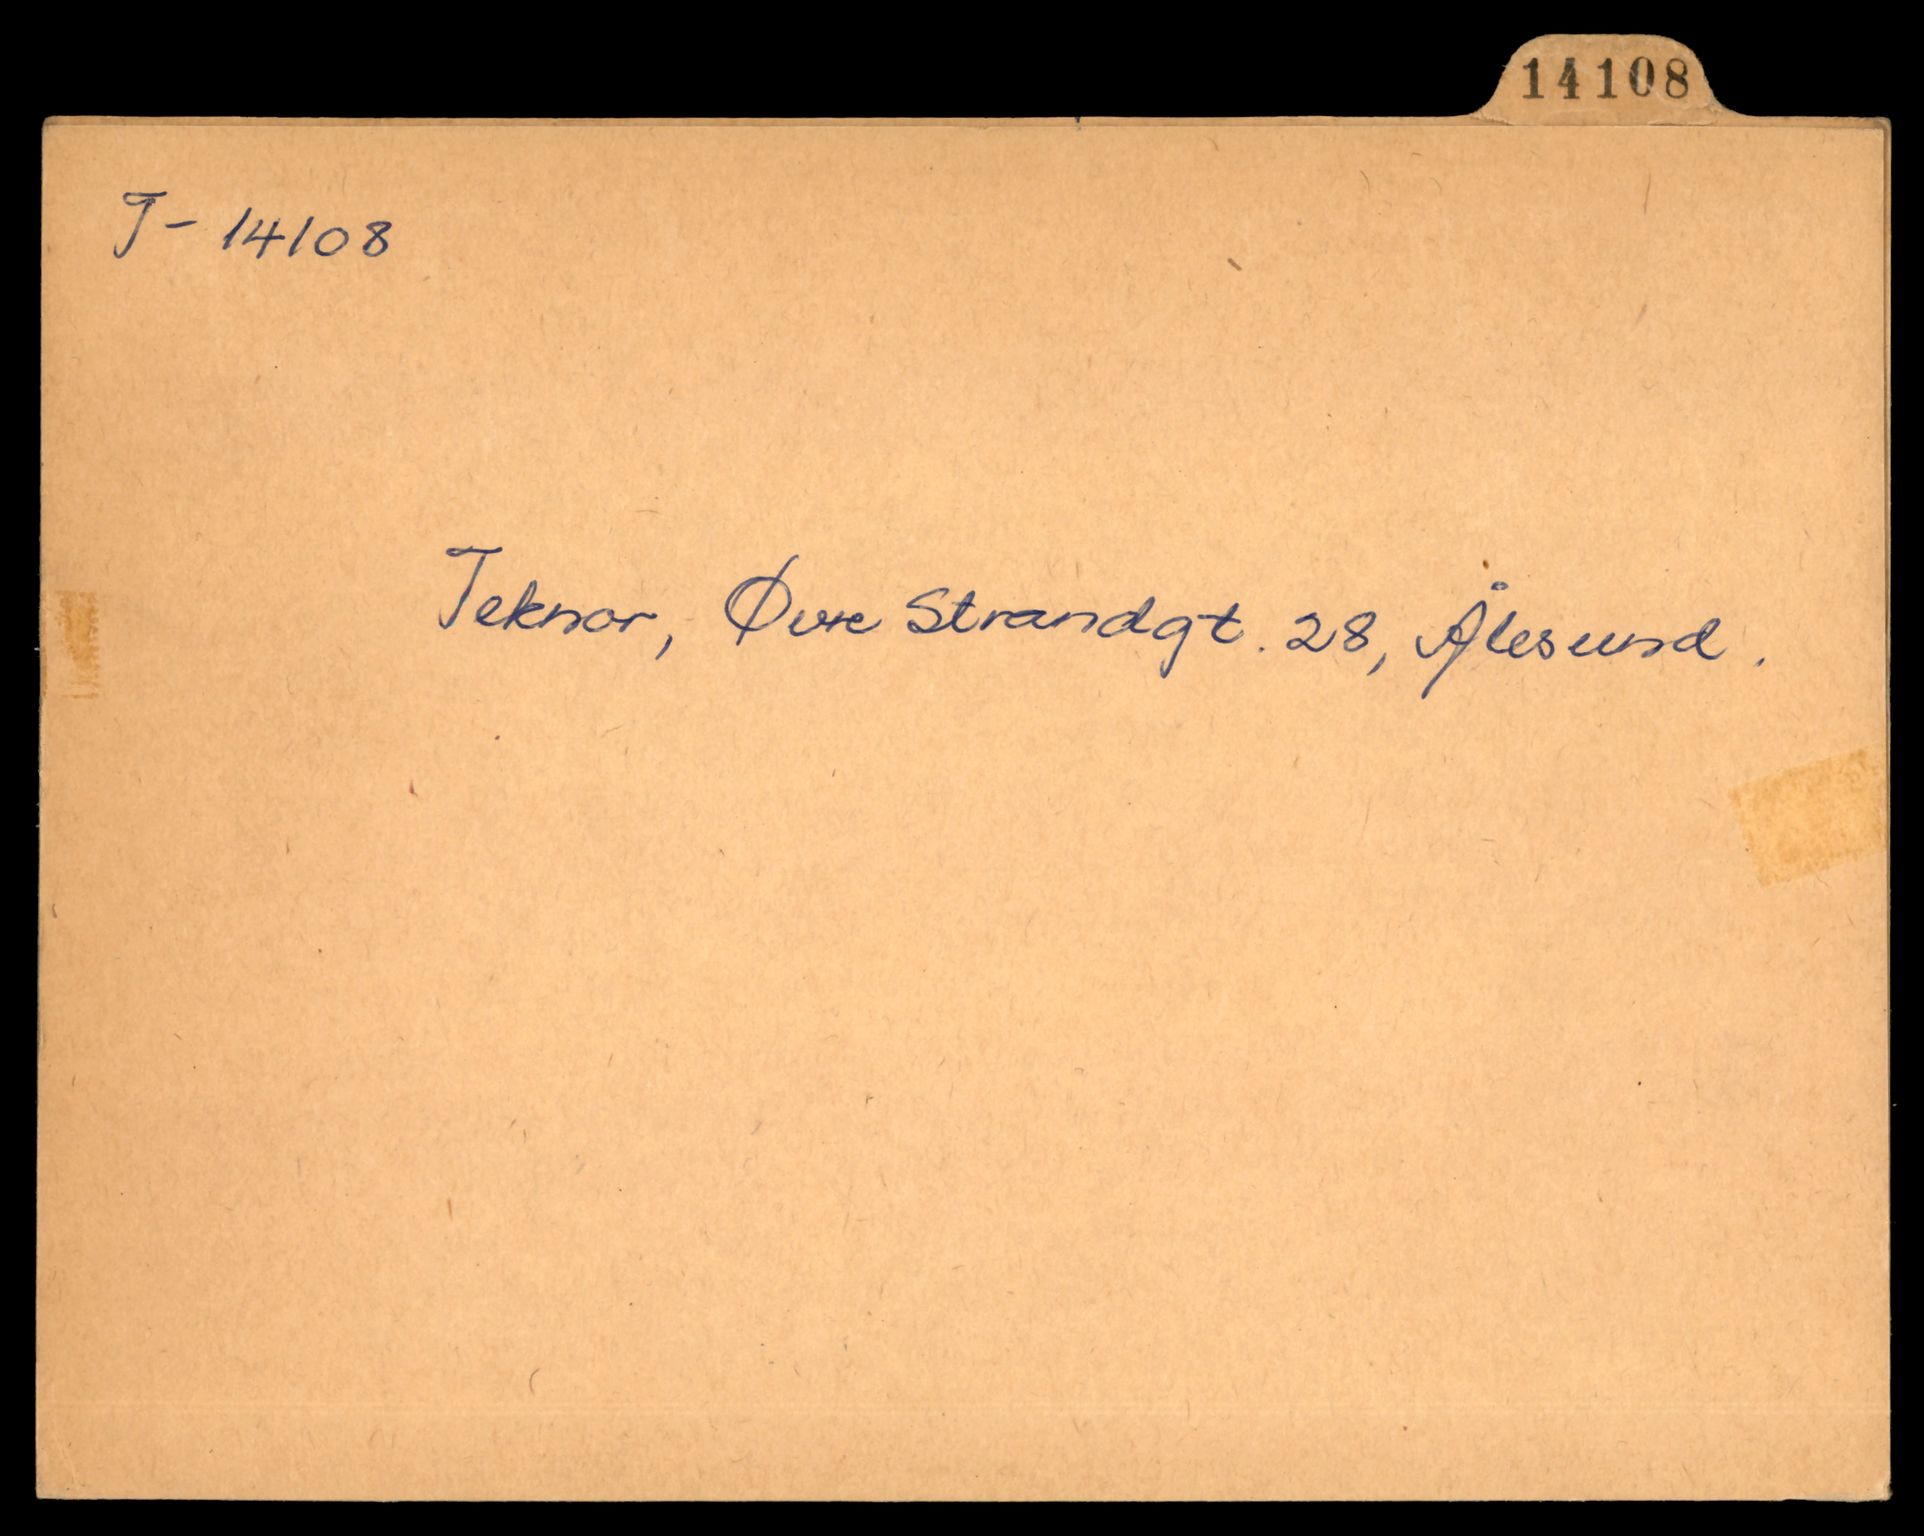 14108
T-14108
Teknor, Øvre Strandgt. 28, Ålesund.